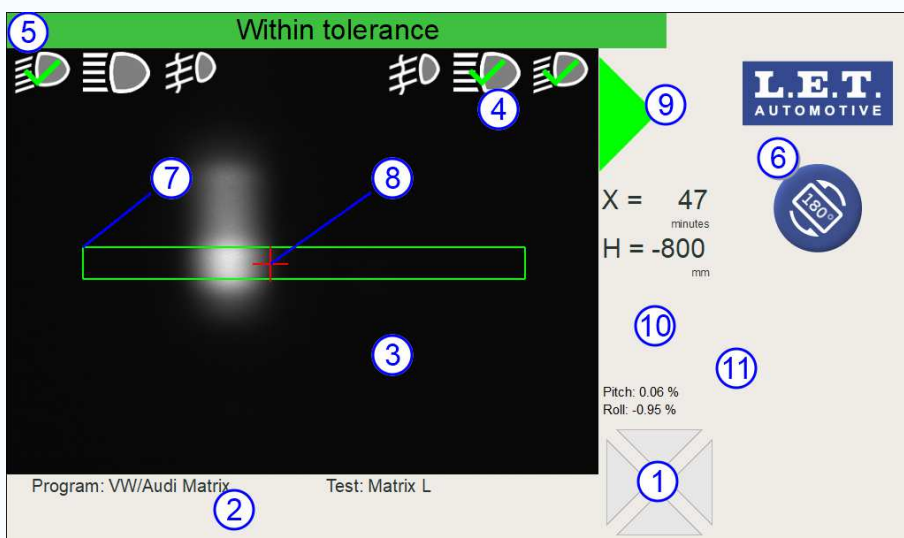 Within tolerance
5
4
9
L.E.T.
AUTOMOTIVE
6
180°
7
8
X = 47
minutes
H = -800
mm
10
3
11
Pitch: 0.06 %
Roll: -0.95 %
1
Program: VW/Audi Matrix
Test: Matrix L
2